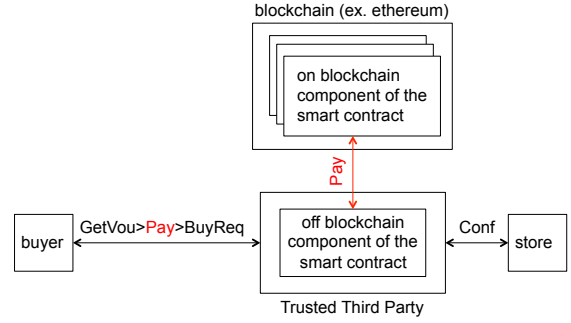 blockchain (ex. ethereum)
on blockchain
component of the
smart contract
Pay
buyer
GetVou>Pay>BuyReq
off blockchain
component of the
smart contract
Conf
store
Trusted Third Party